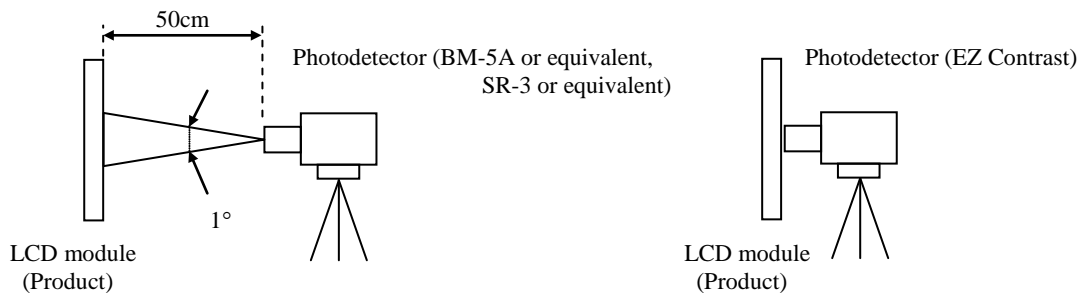 50cm
Photodetector (BM-5A or equivalent,
SR-3 or equivalent)
1°
LCD module
(Product)
Photodetector (EZ Contrast)
LCD module
(Product)